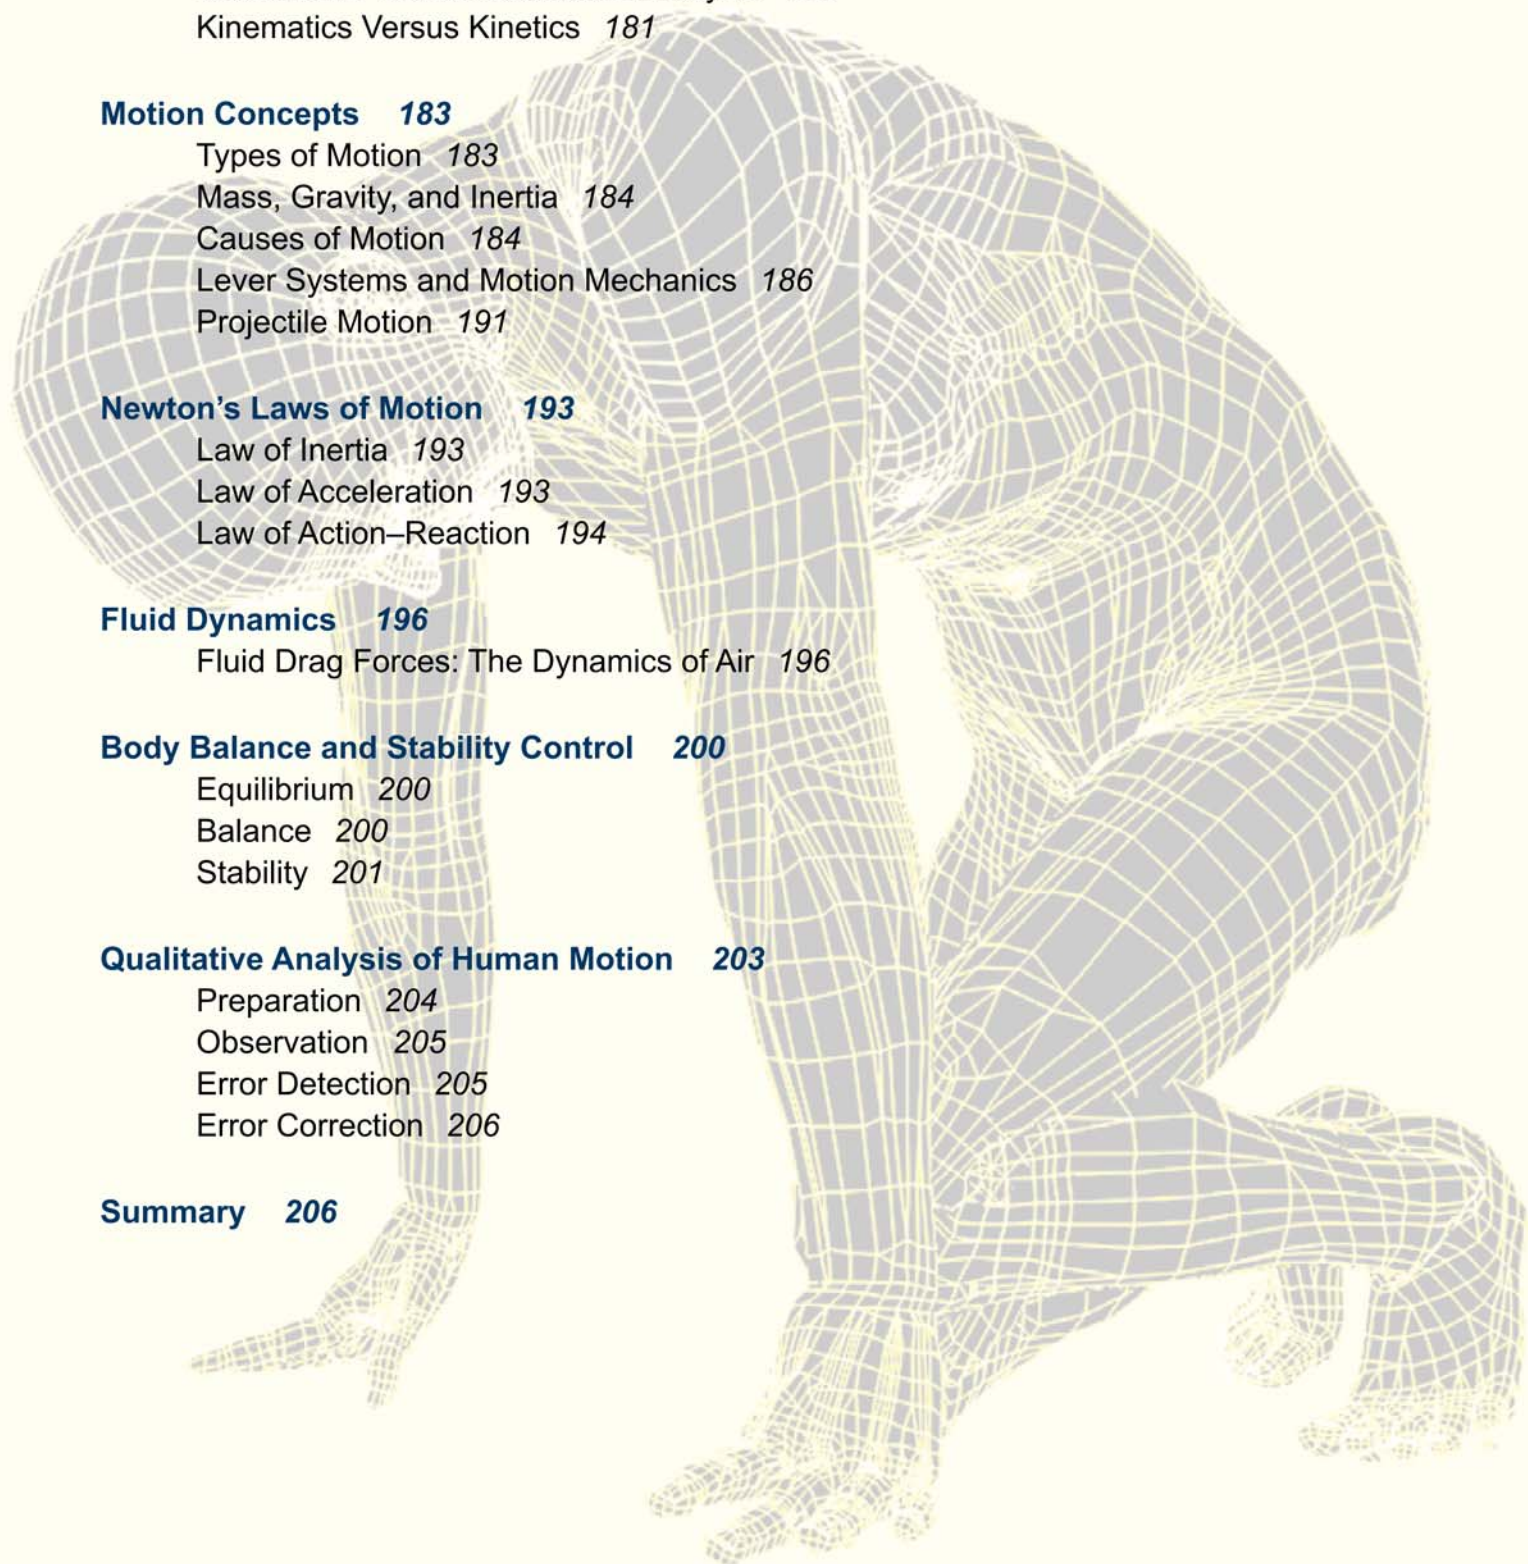 Kinematics Versus Kinetics 181
Motion Concepts 183
Types of Motion 183
Mass, Gravity, and Inertia 184
Causes of Motion 184
Lever Systems and Motion Mechanics 186
Projectile Motion 191
Newton’s Laws of Motion 193
Law of Inertia 193
Law of Acceleration 193
Law of Action–Reaction 194
Fluid Dynamics 196
Fluid Drag Forces: The Dynamics of Air 196
Body Balance and Stability Control 200
Equilibrium 200
Balance 200
Stability 201
Qualitative Analysis of Human Motion 203
Preparation 204
Observation 205
Error Detection 205
Error Correction 206
Summary 206